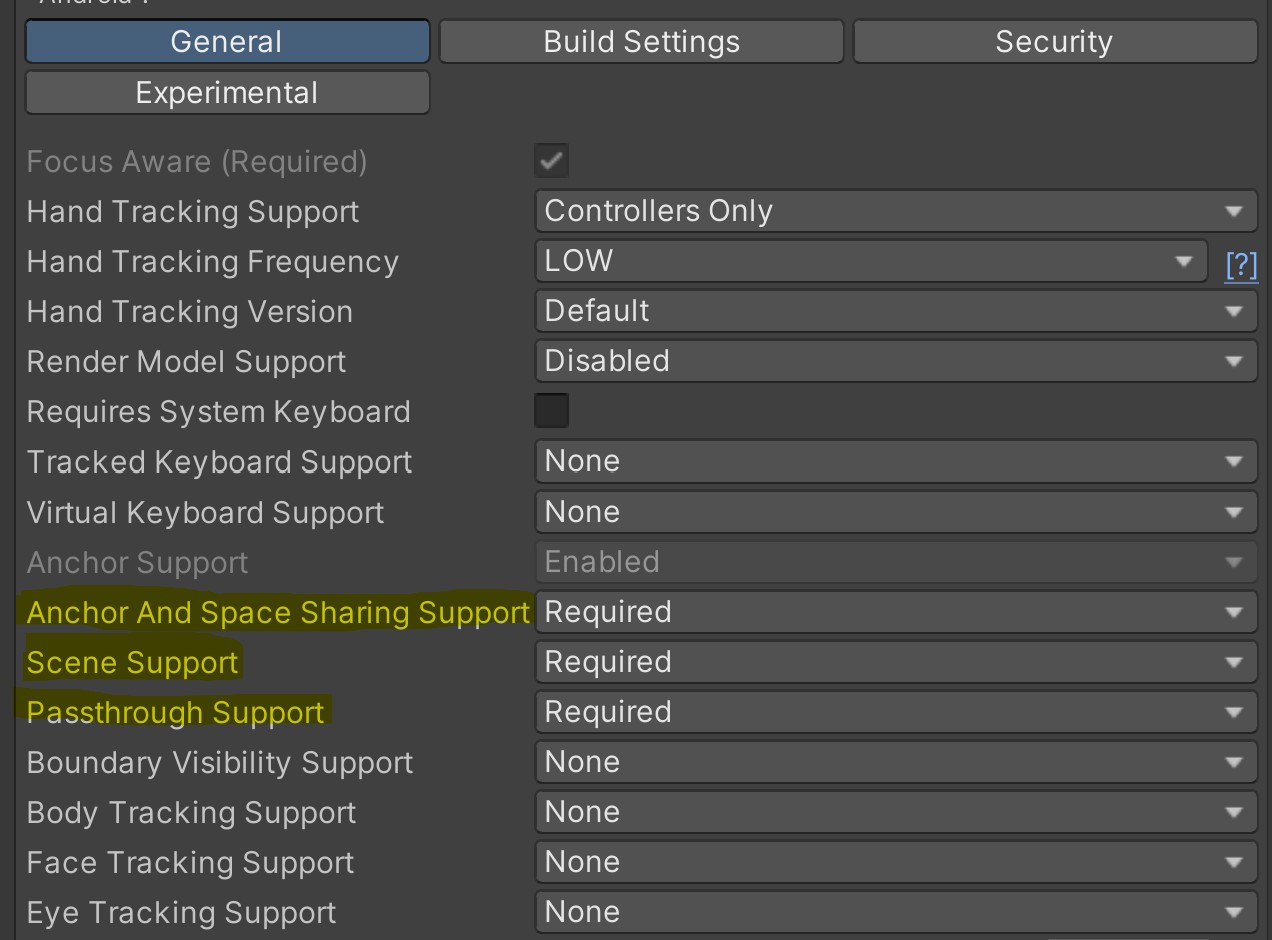 General Build Settings Security
Experimental
Focus Aware (Required)
Hand Tracking Support Controllers Only
Hand Tracking Frequency LOW [?]
Hand Tracking Version Default
Render Model Support Disabled
Requires System Keyboard
Tracked Keyboard Support None
Virtual Keyboard Support None
Anchor Support Enabled
Anchor And Space Sharing Support Required
Scene Support Required
Passthrough Support Required
Boundary Visibility Support None
Body Tracking Support None
Face Tracking Support None
Eye Tracking Support None